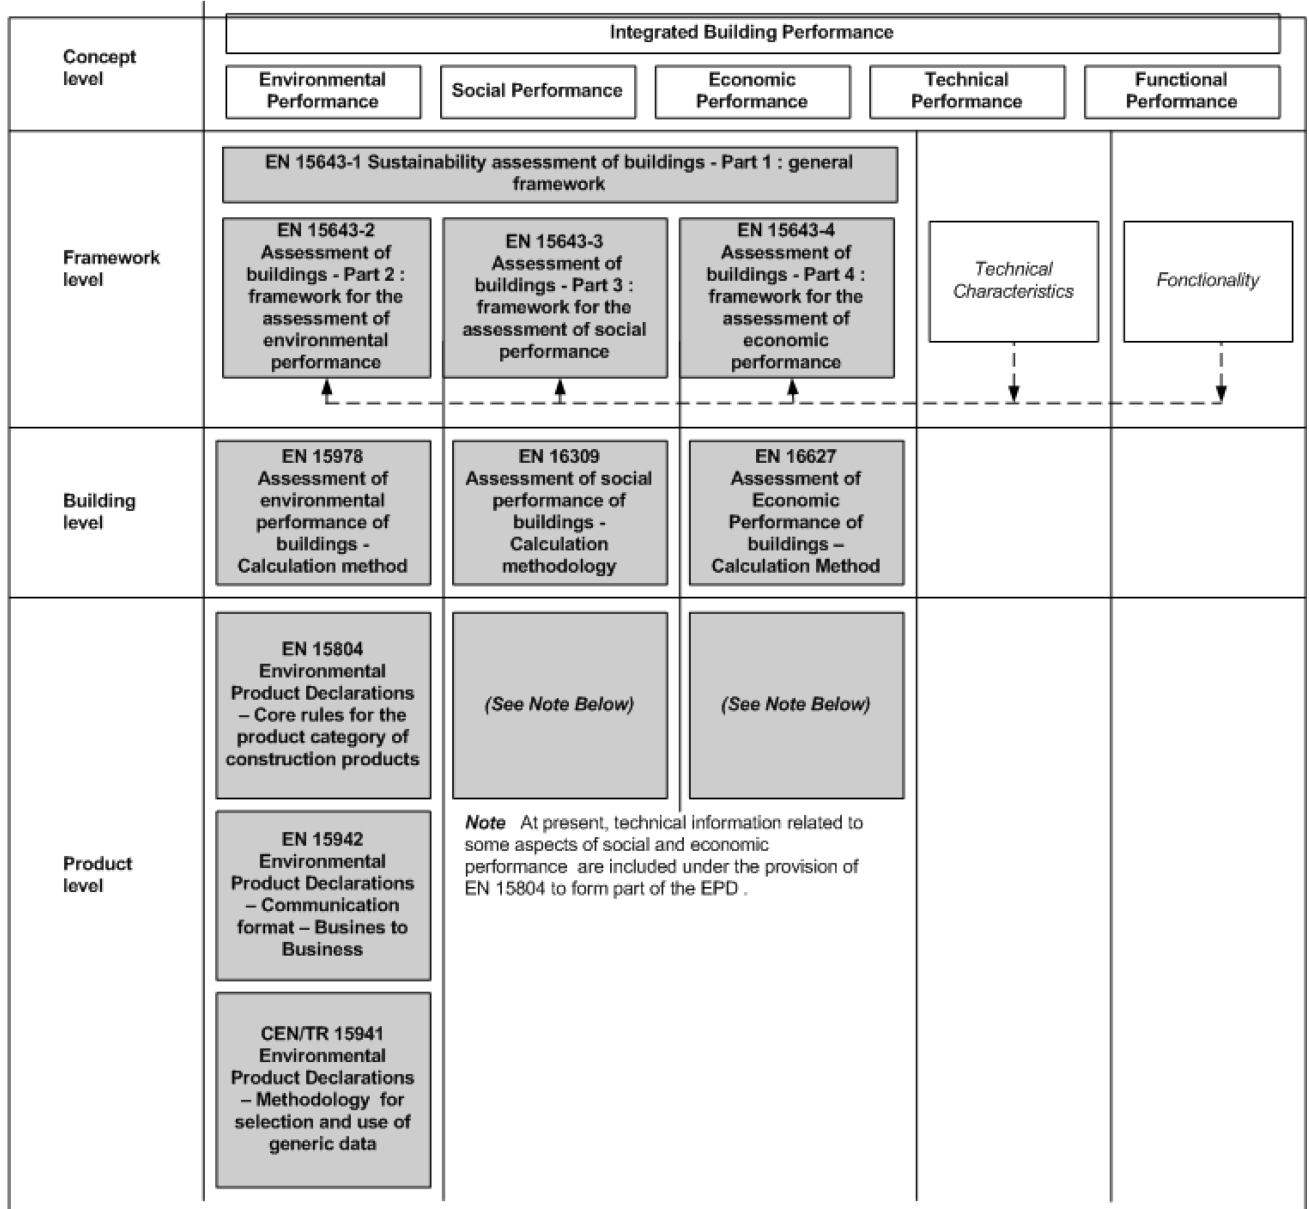 Concept
level
Integrated Building Performance
Environmental
Performance
Social Performance
Economic
Performance
Technical
Performance
Functional
Performance
Framework
level
EN 15643-1 Sustainability assessment of buildings - Part 1 : general
framework
EN 15643-2
Assessment of
buildings - Part 2 :
framework for the
assessment of
environmental
performance
EN 15643-3
Assessment of
buildings - Part 3 :
framework for the
assessment of social
performance
EN 15643-4
Assessment of
buildings - Part 4 :
framework for the
assessment of
economic
performance
Technical
Characteristics
Fonctionality
Building
level
EN 15978
Assessment of
environmental
performance of
buildings -
Calculation method
EN 16309
Assessment of social
performance of
buildings -
Calculation
methodology
EN 16627
Assessment of
Economic
Performance of
buildings –
Calculation Method
Product
level
EN 15804
Environmental
Product Declarations
– Core rules for the
product category of
construction products
(See Note Below)
(See Note Below)
Note At present, technical information related to
some aspects of social and economic
performance are included under the provision of
EN 15804 to form part of the EPD .
EN 15942
Environmental
Product Declarations
– Communication
format – Busines to
Business
CEN/TR 15941
Environmental
Product Declarations
– Methodology for
selection and use of
generic data